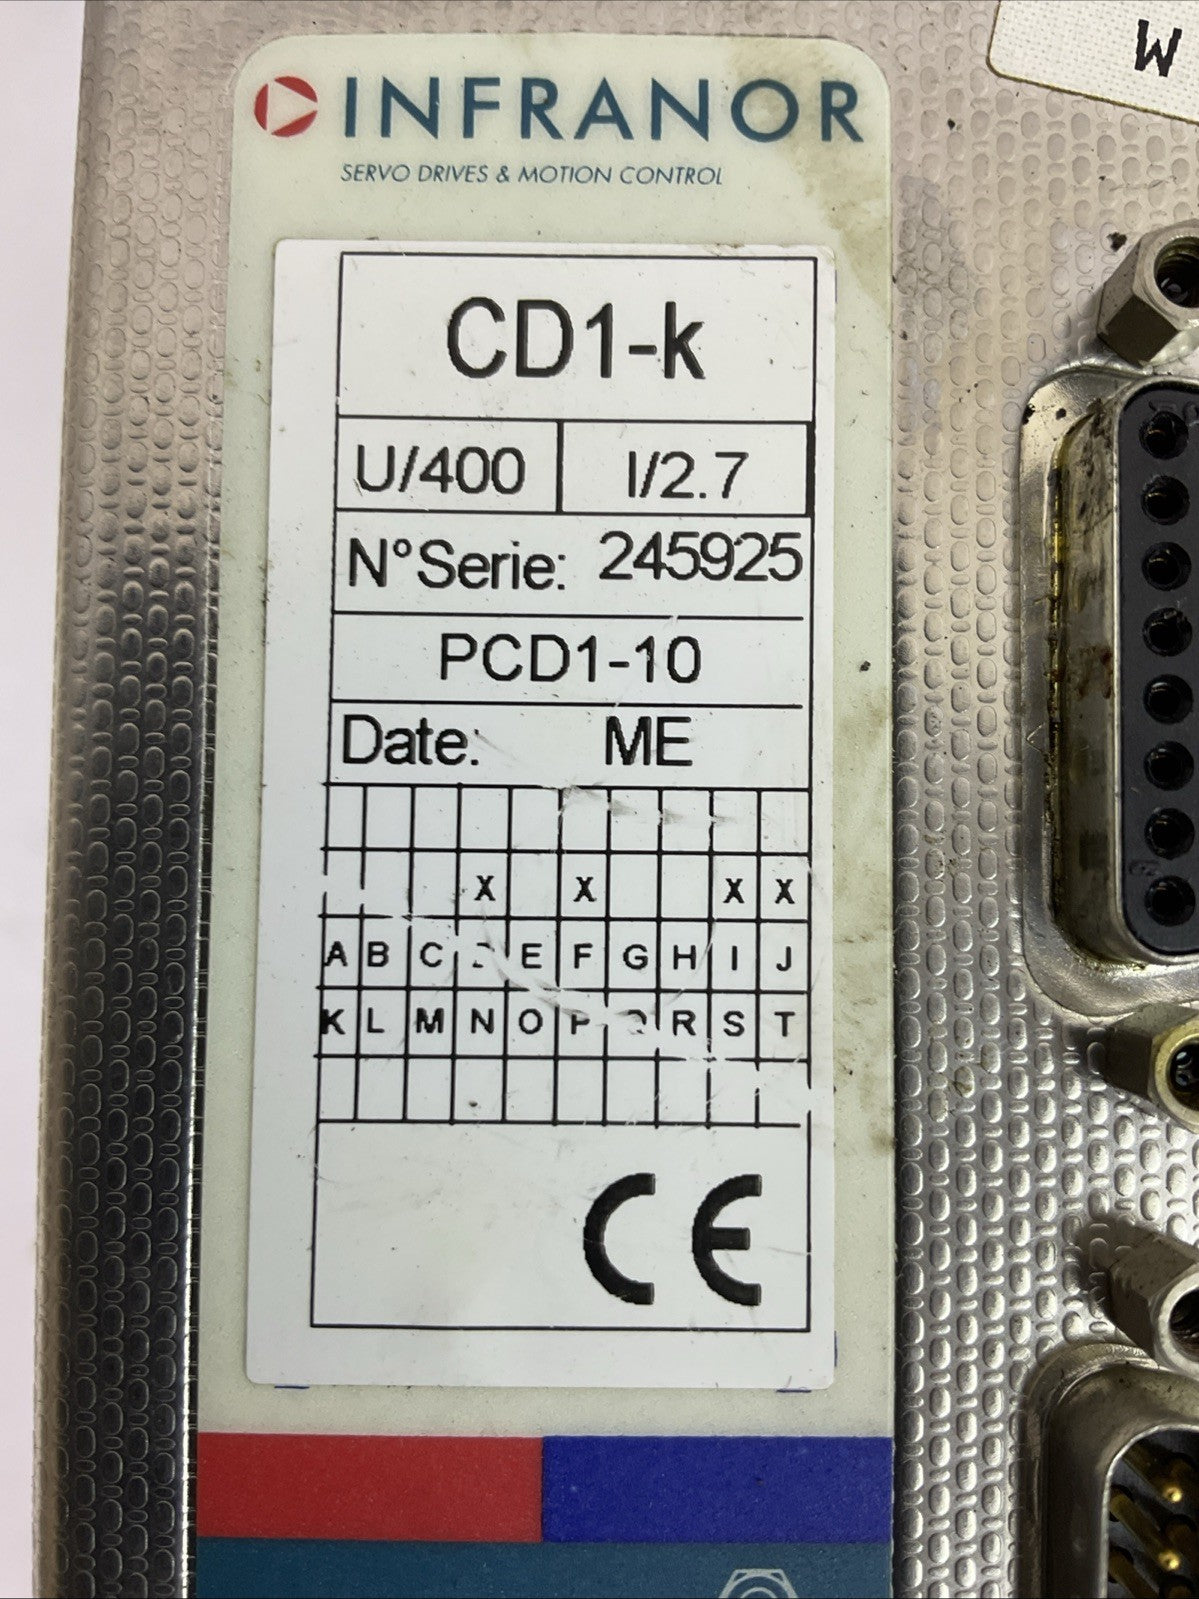 W
INFRANOR
SERVO DRIVES & MOTION CONTROL
CD1-k
U/400 I/2.7
N°Serie: 245925
PCD1-10
Date: ME
X X X X
A B C E F G H I J
K L M N O P R S T
CE